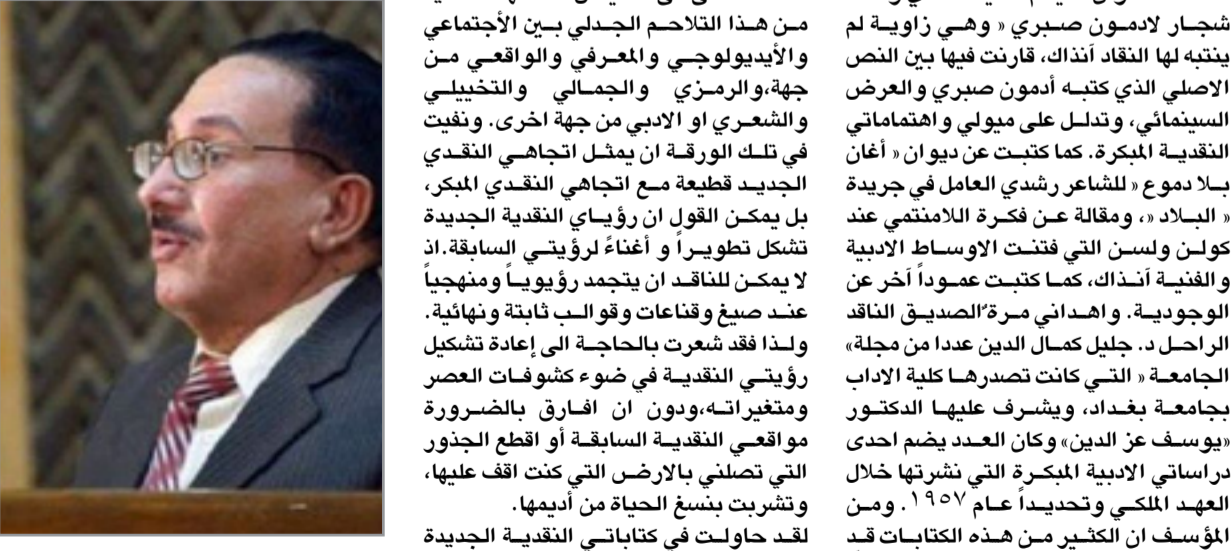 شجار لادمون صبري « وهي زاوية لم
ينتبه لها النقاد آنذاك، قارنت فيها بين النص
الاصلي الذي كتبه أدمون صبري والعرض
السينمائي، وتدلل على ميولي واهتماماتي
النقدية المبكرة. كما كتبت عن ديوان « أغان
بلا دموع « للشاعر رشدي العامل في جريدة
« البلاد «، ومقالة عن فكرة اللامنتمي عند
كولن ولسن التي فتنت الاوساط الادبية
والفنية آنذاك، كما كتبت عموداً آخر عن
الوجودية. واهداني مرة ًالصديق الناقد
الراحل د. جليل كمال الدين عددا من مجلة»
الجامعة « التي كانت تصدرها كلية الاداب
بجامعة بغداد، ويشرف عليها الدكتور
«يوسف عز الدين» وكان العدد يضم احدى
دراساتي الادبية المبكرة التي نشرتها خلال
العهد الملكي وتحديداً عام ١٩٥٧. ومن
المؤسف ان الكثير من هذه الكتابات قد
من هذا التلاحم الجدلي بين الأجتماعي
والأيديولوجي والمعرفي والواقعي من
جهة،والرمزي والجمالي والتخييلي
والشعري او الادبي من جهة اخرى. ونفيت
في تلك الورقة ان يمثل اتجاهي النقدي
الجديد قطيعة مع اتجاهي النقدي المبكر،
بل يمكن القول ان رؤياي النقدية الجديدة
تشكل تطويراً و أغناءً لرؤيتي السابقة.اذ
لا يمكن للناقد ان يتجمد رؤيوياً ومنهجياً
عند صيغ وقناعات وقوالب ثابتة ونهائية.
ولذا فقد شعرت بالحاجة الى إعادة تشكيل
رؤيتي النقدية في ضوء كشوفات العصر
ومتغيراته،ودون ان افارق بالضرورة
مواقعي النقدية السابقة أو اقطع الجذور
التي تصلني بالارض التي كنت اقف عليها،
وتشربت بنسغ الحياة من أديمها.
لقد حاولت في كتاباتي النقدية الجديدة